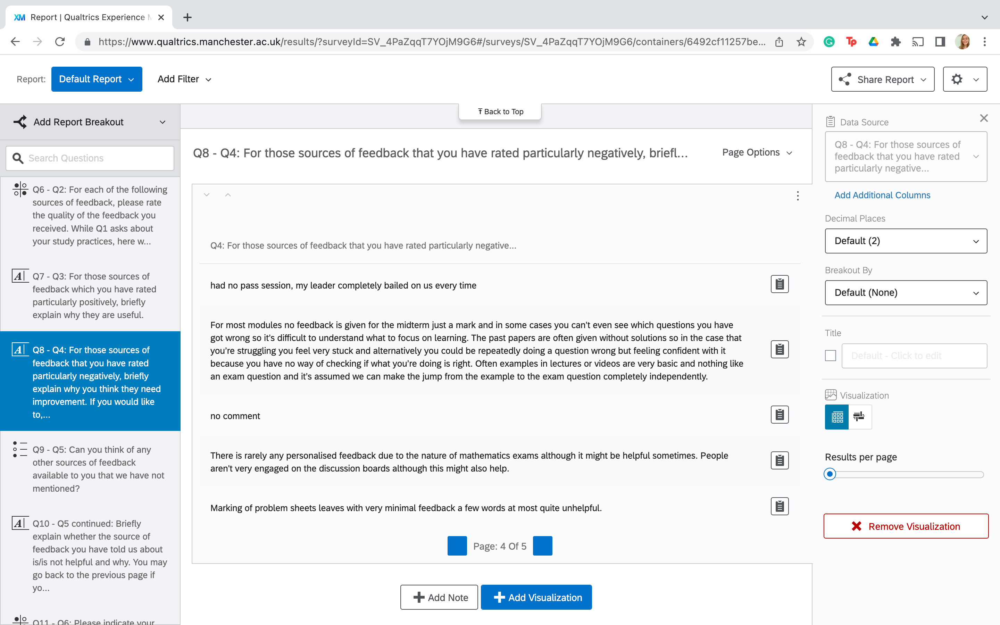 XM Report | Qualtrics Experience
https://www.qualtrics.manchester.ac.uk/results/?surveyId=SV_4PaZqqT7YOjM9G6#/surveys/SV_4PaZqqT7YOjM9G6/containers/6492cf11257be...
Report: Default Report Add Filter Share Report
Add Report Breakout
Search Questions
Q6 - Q2: For each of the following
sources of feedback, please rate
the quality of the feedback you
received. While Q1 asks about
your study practices, here w...
Q7 - Q3: For those sources of
feedback which you have rated
particularly positively, briefly
explain why they are useful.
Q8 - Q4: For those sources of
feedback that you have rated
particularly negatively, briefly
explain why you think they need
improvement. If you would like
to,...
Q9 - Q5: Can you think of any
other sources of feedback
available to you that we have not
mentioned?
Q10 - Q5 continued: Briefly
explain whether the source of
feedback you have told us about
is/is not helpful and why. You may
go back to the previous page if
yo...
Q11 - Q6: Please indicate your
Back to Top
Q8 - Q4: For those sources of feedback that you have rated particularly negatively, briefl...
Page Options
Q4: For those sources of feedback that you have rated particularly negative...
had no pass session, my leader completely bailed on us every time
For most modules no feedback is given for the midterm just a mark and in some cases you can’t even see which questions you have
got wrong so it’s difficult to understand what to focus on learning. The past papers are often given without solutions so in the case that
you’re struggling you feel very stuck and alternatively you could be repeatedly doing a question wrong but feeling confident with it
because you have no way of checking if what you’re doing is right. Often examples in lectures or videos are very basic and nothing like
an exam question and it’s assumed we can make the jump from the example to the exam question completely independently.
no comment
There is rarely any personalised feedback due to the nature of mathematics exams although it might be helpful sometimes. People
aren't very engaged on the discussion boards although this might also help.
Marking of problem sheets leaves with very minimal feedback a few words at most quite unhelpful.
Page: 4 Of 5
Add Note
Add Visualization
Data Source
Q8 - Q4: For those sources of
feedback that you have rated
particularly negative...
Add Additional Columns
Decimal Places
Default (2)
Breakout By
Default (None)
Title
Default - Click to edit
Visualization
Results per page
Remove Visualization